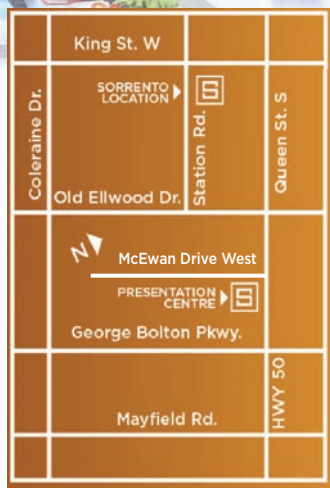 King St. W
Coleraine Dr.
SORRENTO
LOCATION
S
Station Rd.
Queen St. S
Old Ellwood Dr.
N
McEwan Drive West
PRESENTATION
CENTRE
S
George Bolton Pkwy.
HWY 50
Mayfield Rd.